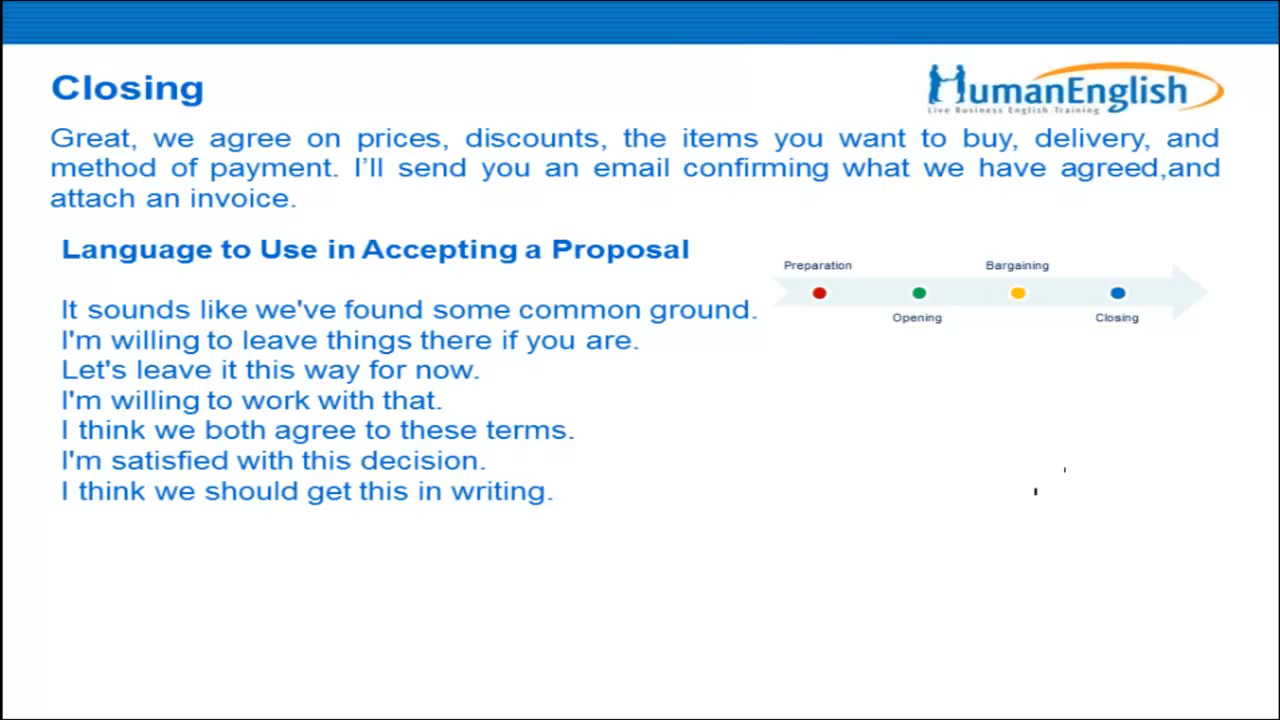 Closing
HumanEnglish
Live Business English Training
Great, we agree on prices, discounts, the items you want to buy, delivery, and
method of payment. I’ll send you an email confirming what we have agreed,and
attach an invoice.
Language to Use in Accepting a Proposal
Preparation
Bargaining
Opening
Closing
It sounds like we've found some common ground.
I'm willing to leave things there if you are.
Let's leave it this way for now.
I'm willing to work with that.
I think we both agree to these terms.
I'm satisfied with this decision.
I think we should get this in writing.